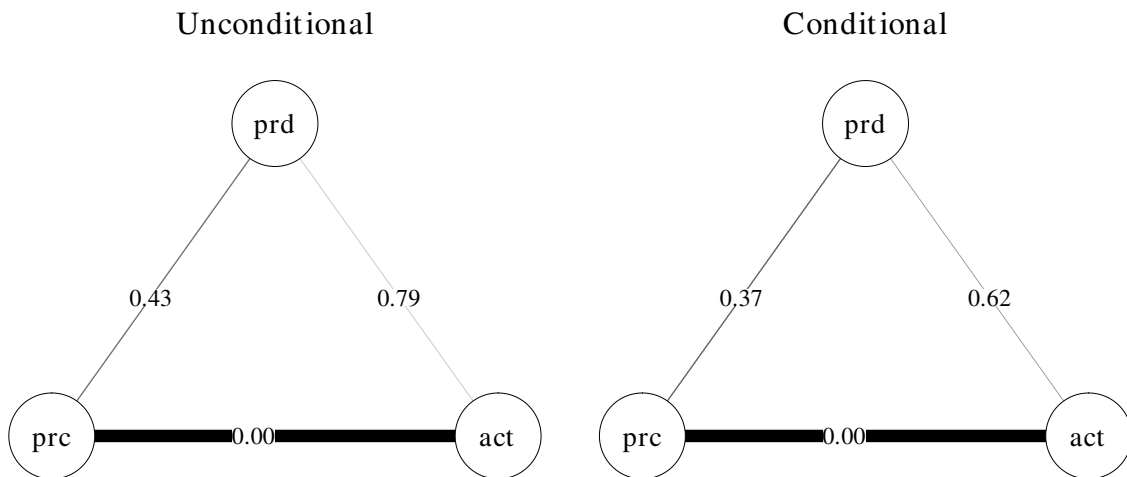 Unconditional
Conditional
prd
prd
0.43
0.79
0.37
0.62
prc
0.00
act
prc
0.00
act